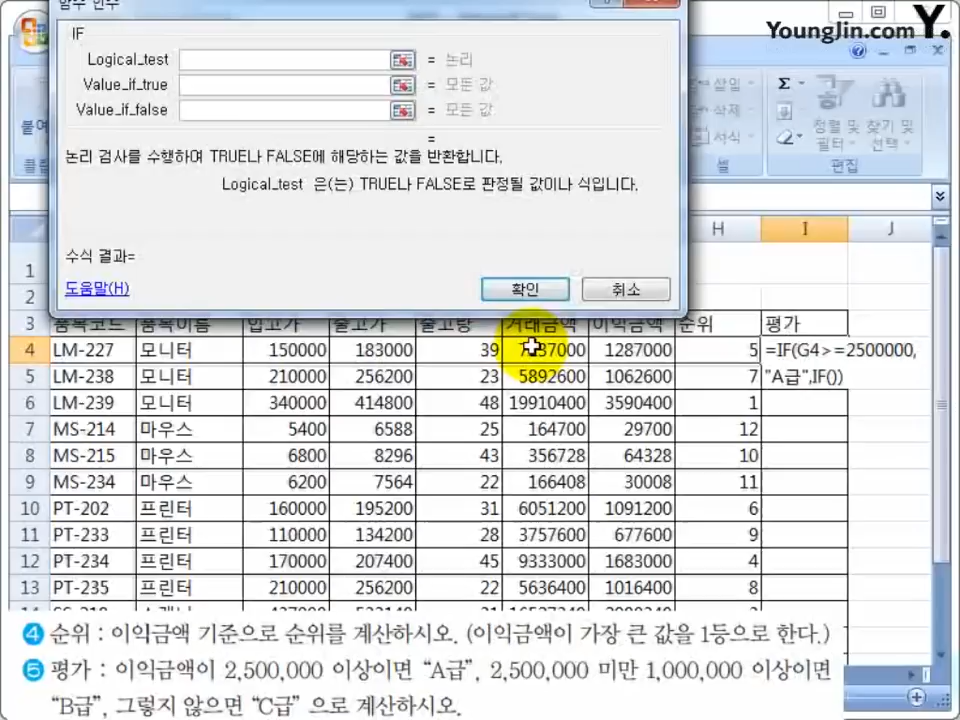 함수 인수
YoungJin.com Y.
IF
Logical_test = 논리
Value_if_true = 모든 값
Value_if_false = 모든 값
=
논리 검사를 수행하여 TRUE나 FALSE에 해당하는 값을 반환합니다.
Logical_test 은(는) TRUE나 FALSE로 판정될 값이나 식입니다.
수식 결과=
도움말(H)
확인 취소
삽입 Σ
삭제
서식 정렬 및 찾기 및
필터 선택
셀 편집
H I J
1
2
3 품목코드 품목이름 입고가 출고가 출고량 거래금액 이익금액 순위 평가
4 LM-227 모니터 150000 183000 39 7137000 1287000 5 =IF(G4>=2500000,
5 LM-238 모니터 210000 256200 23 5892600 1062600 7 "A급",IF())
6 LM-239 모니터 340000 414800 48 19910400 3590400 1
7 MS-214 마우스 5400 6588 25 164700 29700 12
8 MS-215 마우스 6800 8296 43 356728 64328 10
9 MS-234 마우스 6200 7564 22 166408 30008 11
10 PT-202 프린터 160000 195200 31 6051200 1091200 6
11 PT-233 프린터 110000 134200 28 3757600 677600 9
12 PT-234 프린터 170000 207400 45 9333000 1683000 4
13 PT-235 프린터 210000 256200 22 5636400 1016400 8
❹ 순위 : 이익금액 기준으로 순위를 계산하시오. (이익금액이 가장 큰 값을 1등으로 한다.)
❺ 평가 : 이익금액이 2,500,000 이상이면 “A급”, 2,500,000 미만 1,000,000 이상이면
“B급”, 그렇지 않으면 “C급” 으로 계산하시오.